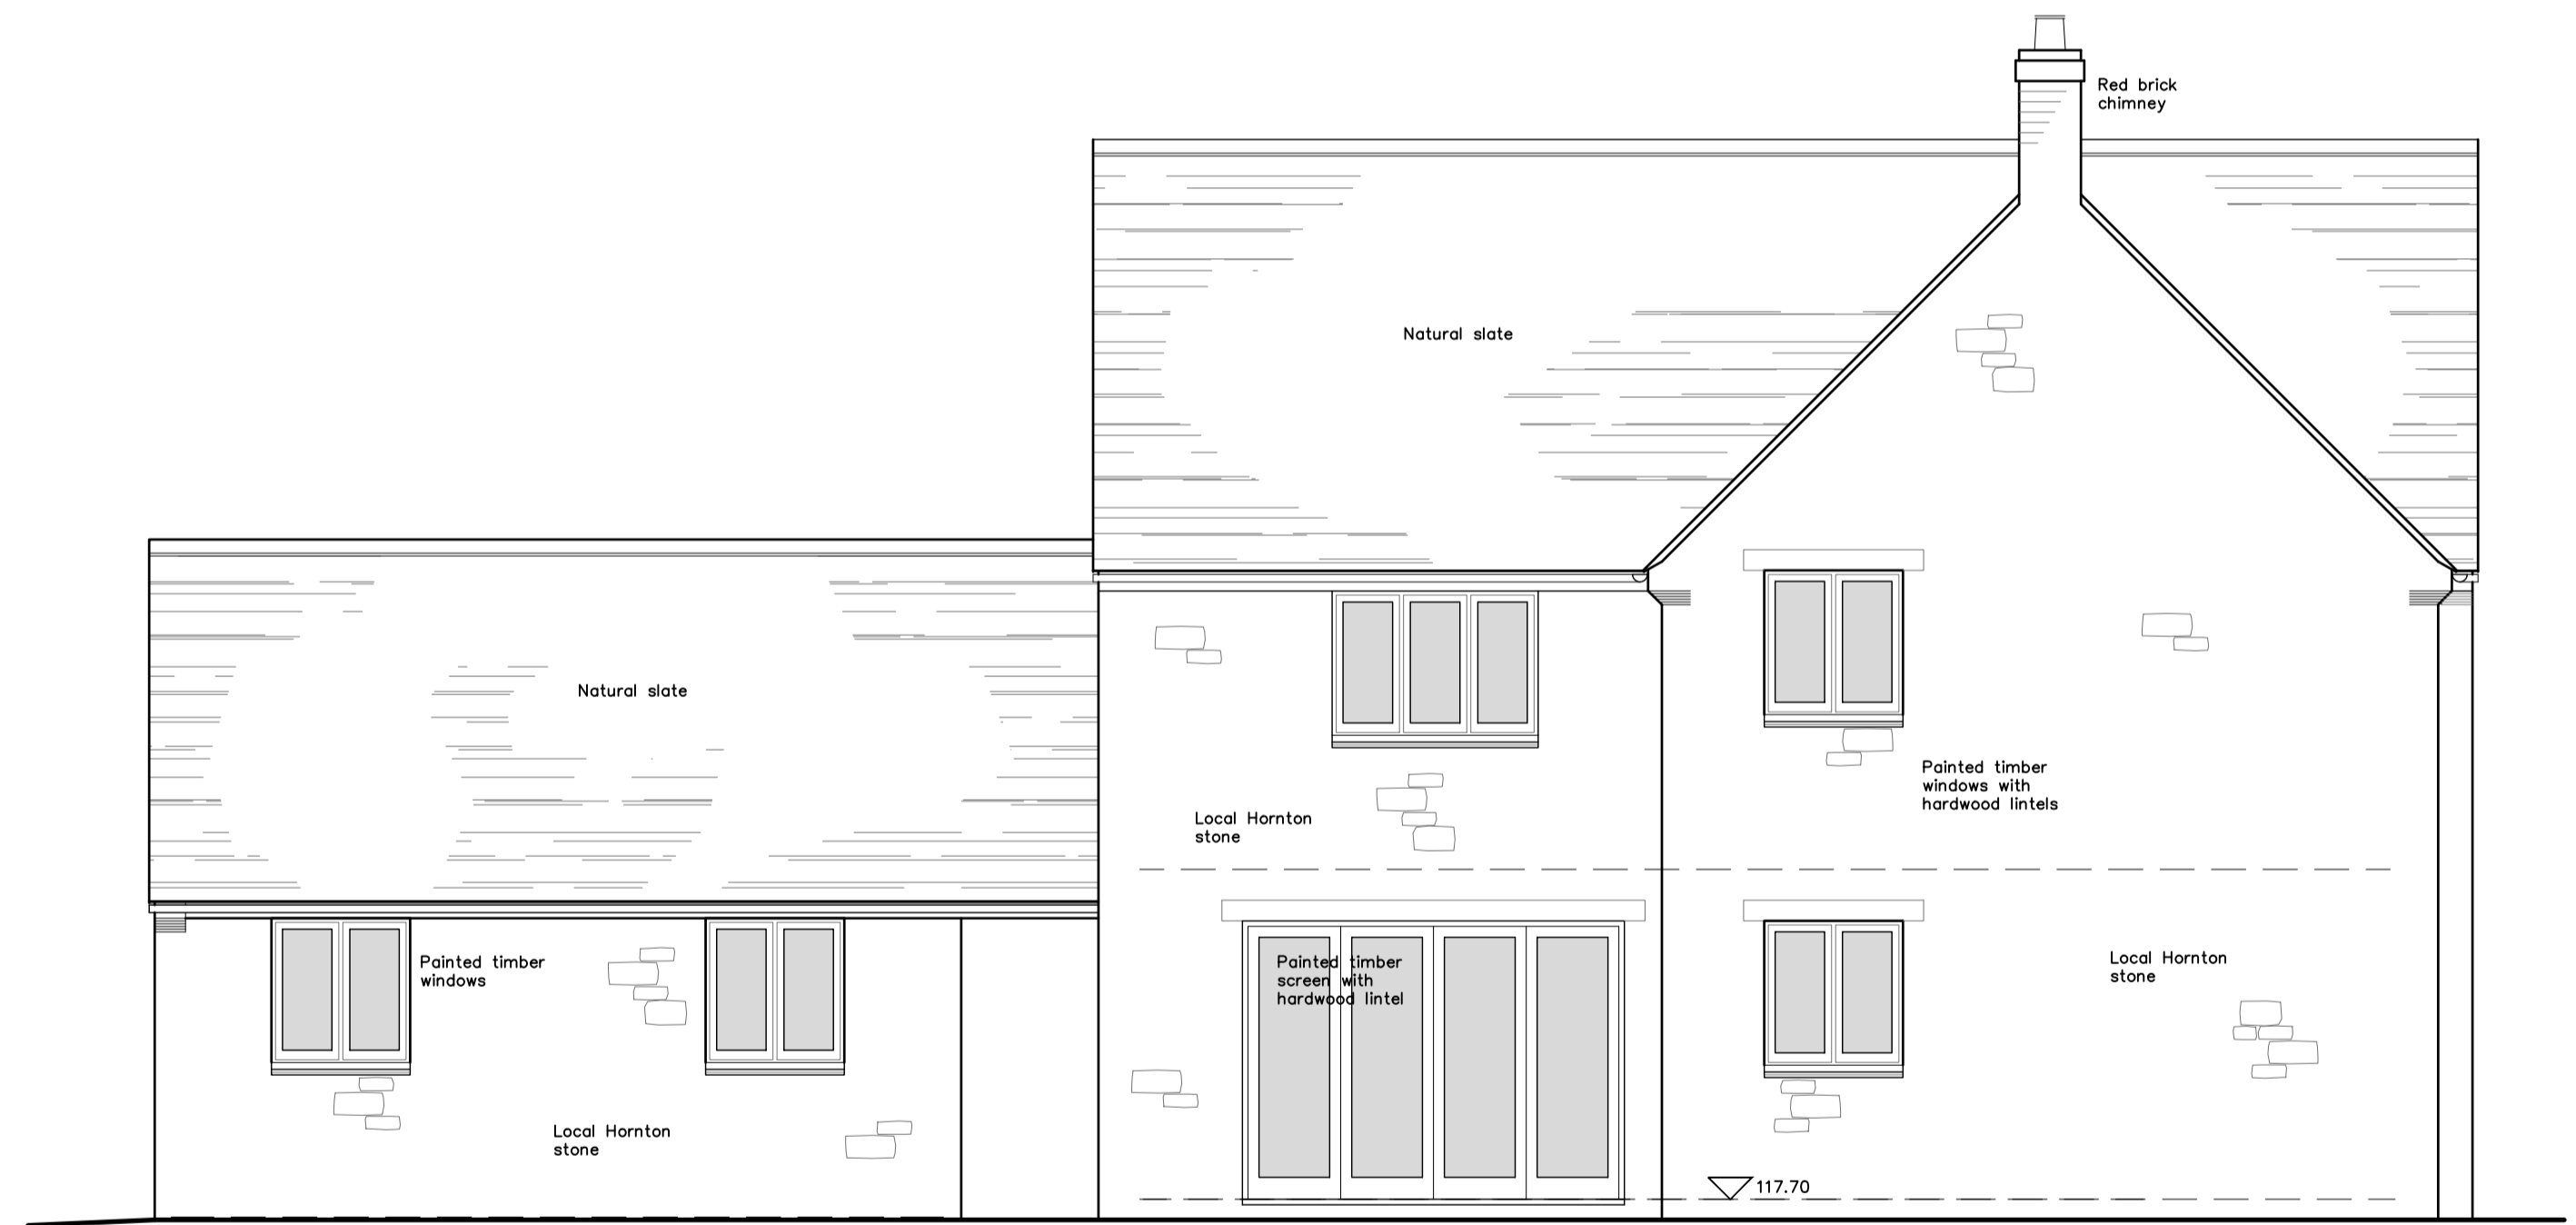 Red brick
chimney
Natural slate
Natural slate
Painted timber
windows with
hardwood lintels
Local Hornton
stone
Painted timber
windows
Painted timber
screen with
hardwood lintel
Local Hornton
stone
Local Hornton
stone
117.70